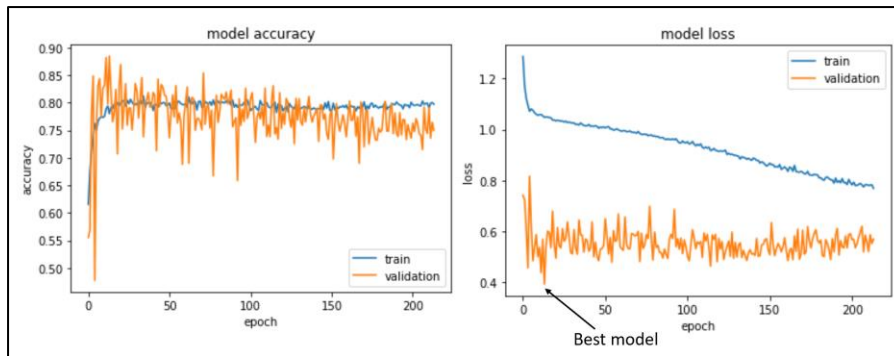 model accuracy
0.90
0.85
0.80
0.75
0.70
0.65
0.60
0.55
0.50
accuracy
train
validation
0
50
100
150
200
epoch
model loss
train
validation
1.2
1.0
0.8
0.6
0.4
loss
0
50
100
150
200
epoch
Best model